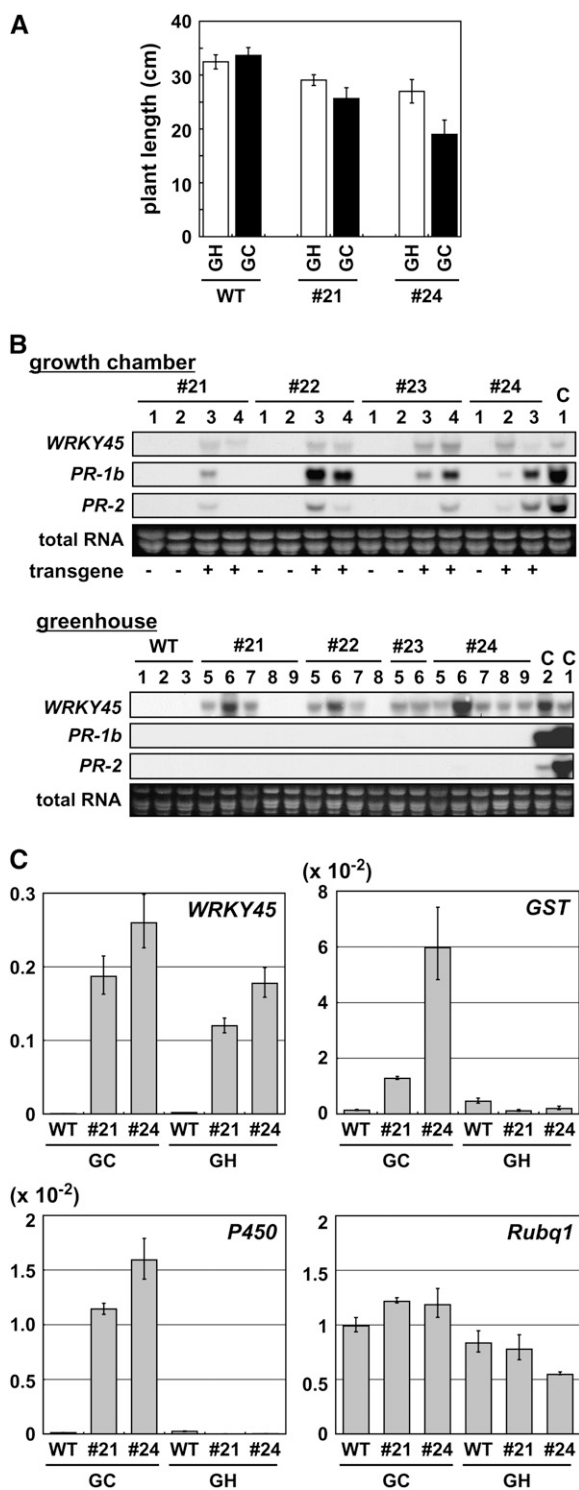 A
plant length (cm)
40
30
20
10
0
GH GC GH GC GH GC
WT #21 #24
B
growth chamber
#21 #22 #23 #24 C
1 2 3 4 1 2 3 4 1 2 3 4 1 2 3 1
WRKY45
PR-1b
PR-2
total RNA
transgene - - + + - - + + - - + + - + +
greenhouse
WT #21 #22 #23 #24 C C
1 2 3 5 6 7 8 9 5 6 7 8 5 6 5 6 7 8 9 2 1
WRKY45
PR-1b
PR-2
total RNA
C
WRKY45
0.3
0.2
0.1
0
WT #21 #24 WT #21 #24
GC GH
(x 10-2)
GST
8
6
4
2
0
WT #21 #24 WT #21 #24
GC GH
(x 10-2)
P450
2
1.5
1
0.5
0
WT #21 #24 WT #21 #24
GC GH
Rubq1
2
1.5
1
0.5
0
WT #21 #24 WT #21 #24
GC GH